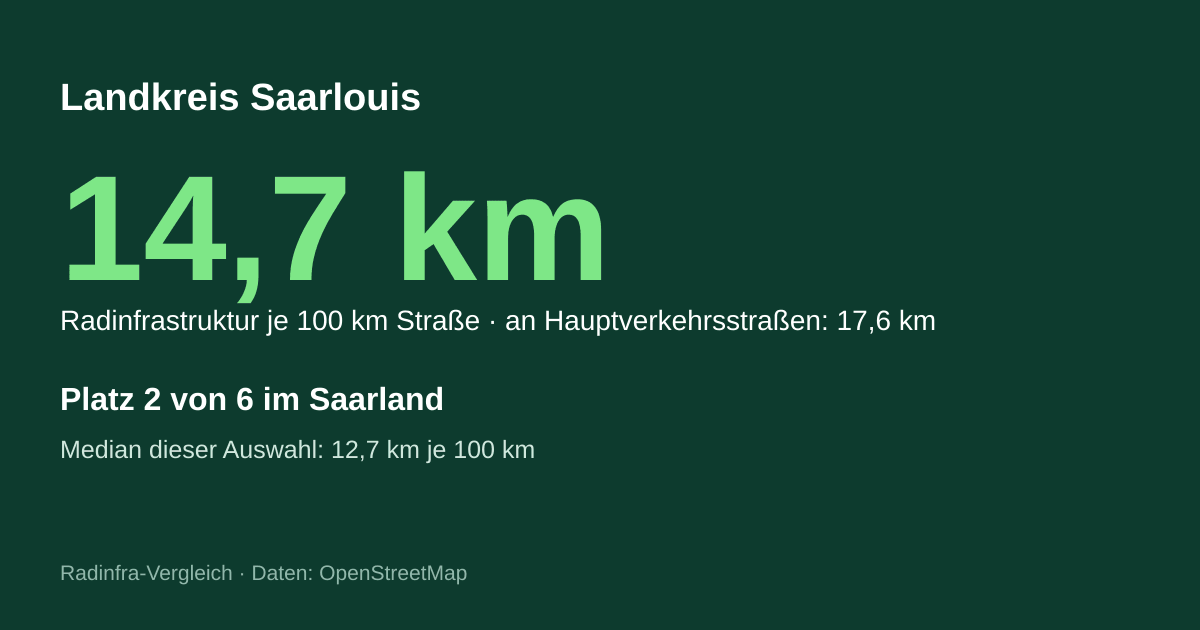 Landkreis Saarlouis
14,7 km
Radinfrastruktur je 100 km Straße · an Hauptverkehrsstraßen: 17,6 km
Platz 2 von 6 im Saarland
Median dieser Auswahl: 12,7 km je 100 km
Radinfra-Vergleich · Daten: OpenStreetMap